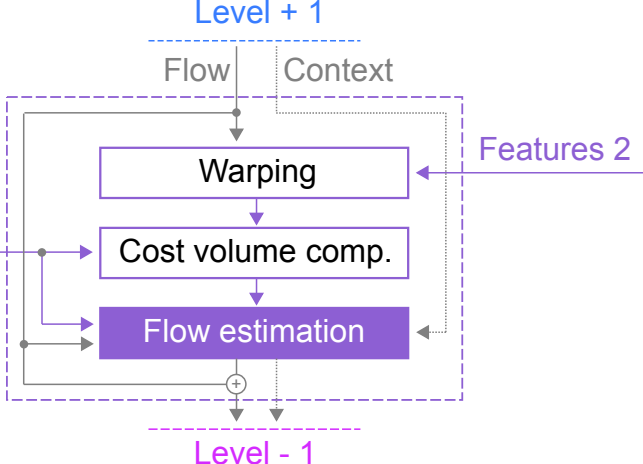 Level + 1
Flow
Context
Warping
Features 2
Cost volume comp.
Flow estimation
+
Level - 1